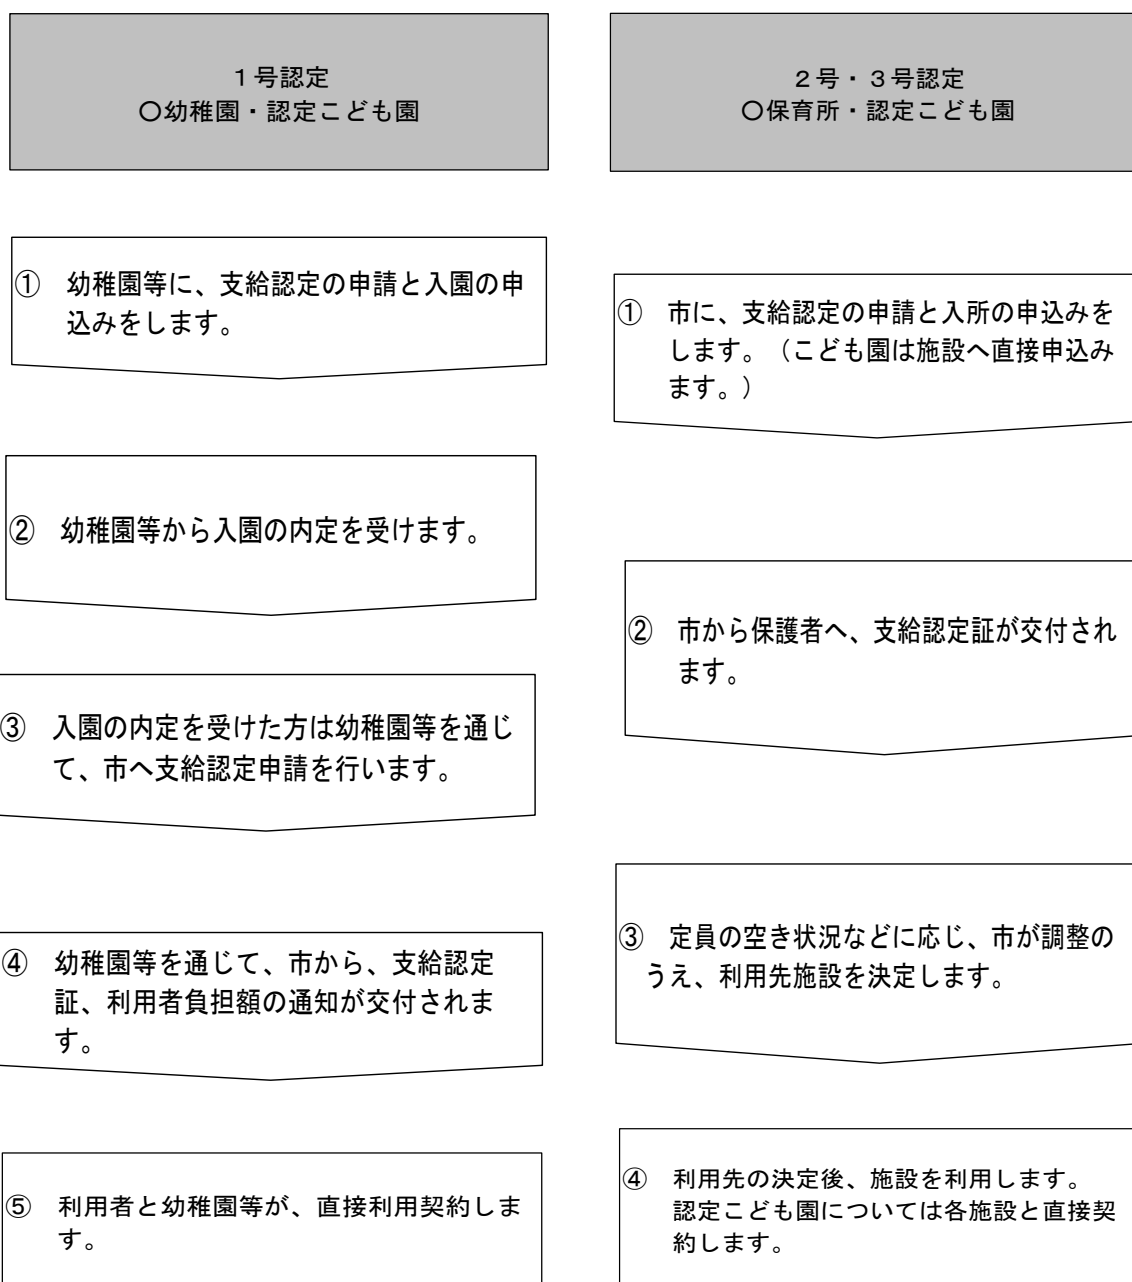 １号認定
〇幼稚園・認定こども園
① 幼稚園等に、支給認定の申請と入園の申
込みをします。
② 幼稚園等から入園の内定を受けます。
③ 入園の内定を受けた方は幼稚園等を通じ
て、市へ支給認定申請を行います。
④ 幼稚園等を通じて、市から、支給認定
証、利用者負担額の通知が交付されま
す。
⑤ 利用者と幼稚園等が、直接利用契約しま
す。
２号・３号認定
〇保育所・認定こども園
① 市に、支給認定の申請と入所の申込みを
します。（こども園は施設へ直接申込み
ます。）
② 市から保護者へ、支給認定証が交付され
ます。
③ 定員の空き状況などに応じ、市が調整の
うえ、利用先施設を決定します。
④ 利用先の決定後、施設を利用します。
認定こども園については各施設と直接契
約します。